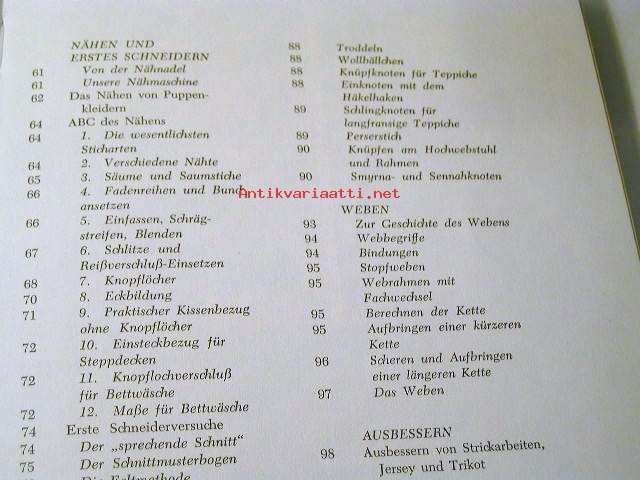 NÄHEN UND
ERSTES SCHNEIDERN
61 Von der Nähnadel
61 Unsere Nähmaschine
62 Das Nähen von Puppen-
kleidern
64 ABC des Nähens
1. Die wesentlichsten
Sticharten
64 2. Verschiedene Nähte
65 3. Säume und Saumstiche
66 4. Fadenreihen und Bund
ansetzen
66 5. Einfassen, Schräg-
streifen, Blenden
67 6. Schlitze und
Reißverschluß-Einsetzen
68 7. Knopflöcher
70 8. Eckbildung
71 9. Praktischer Kissenbezug
ohne Knopflöcher
72 10. Einsteckbezug für
Steppdecken
72 11. Knopflochverschluß
für Bettwäsche
72 12. Maße für Bettwäsche
74 Erste Schneiderversuche
74 Der „sprechende Schnitt"
75 Der Schnittmusterbogen
88 Troddeln
88 Wollbällchen
88 Knüpfknoten für Teppiche
88 Einknoten mit dem
Häkelhaken
89 Schlingknoten für
langfransige Teppiche
89 Perserstich
90 Knüpfen am Hochwebstuhl
und Rahmen
90 Smyrna- und Sennahknoten
Antikvariaatti.net
WEBEN
93 Zur Geschichte des Webens
94 Webbegriffe
94 Bindungen
95 Stopfweben
95 Webrahmen mit
Fachwechsel
95 Berechnen der Kette
95 Aufbringen einer kürzeren
Kette
96 Scheren und Aufbringen
einer längeren Kette
97 Das Weben
AUSBESSERN
98 Ausbessern von Strickarbeiten,
Jersey und Trikot